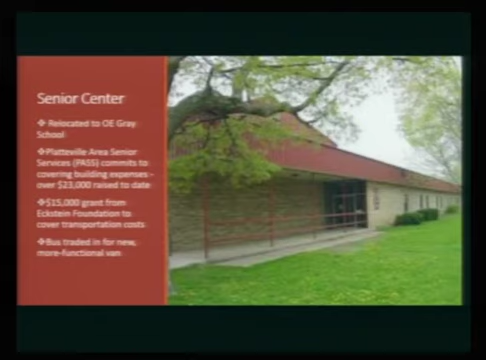 Senior Center
❖ Relocated to OE Gray
School
❖Platteville Area Senior
Services (PASS) commits to
covering building expenses -
over $23,000 raised to date
❖$15,000 grant from
Eckstein Foundation to
cover transportation costs
❖Bus traded in for new,
more-functional van